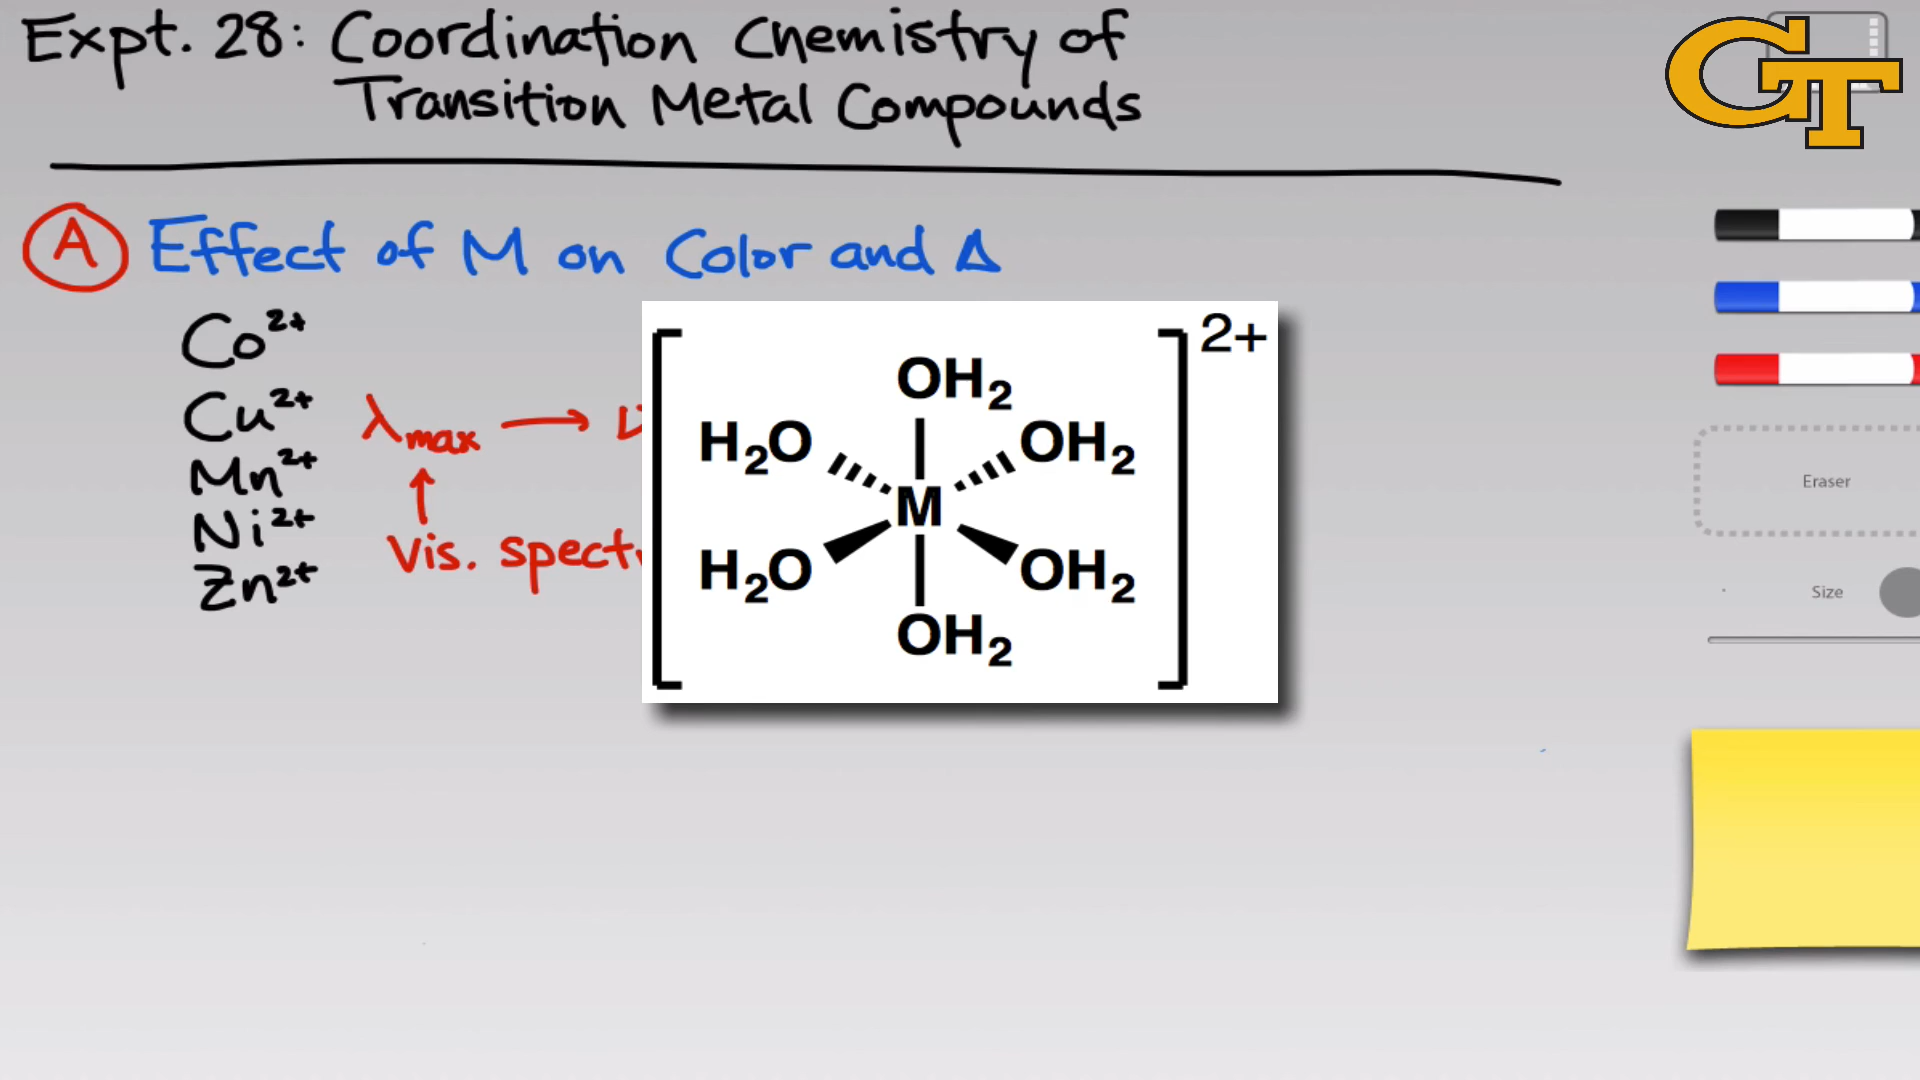 Expt. 28: Coordination Chemistry of
Transition Metal Compounds
GT
A Effect of M on Color and Δ
Co²⁺
Cu²⁺ λmax →
Mn²⁺
Ni²⁺
Vis.
Zn²⁺
2+
OH₂
H₂O OH₂
M
H₂O OH₂
OH₂
Eraser
Size